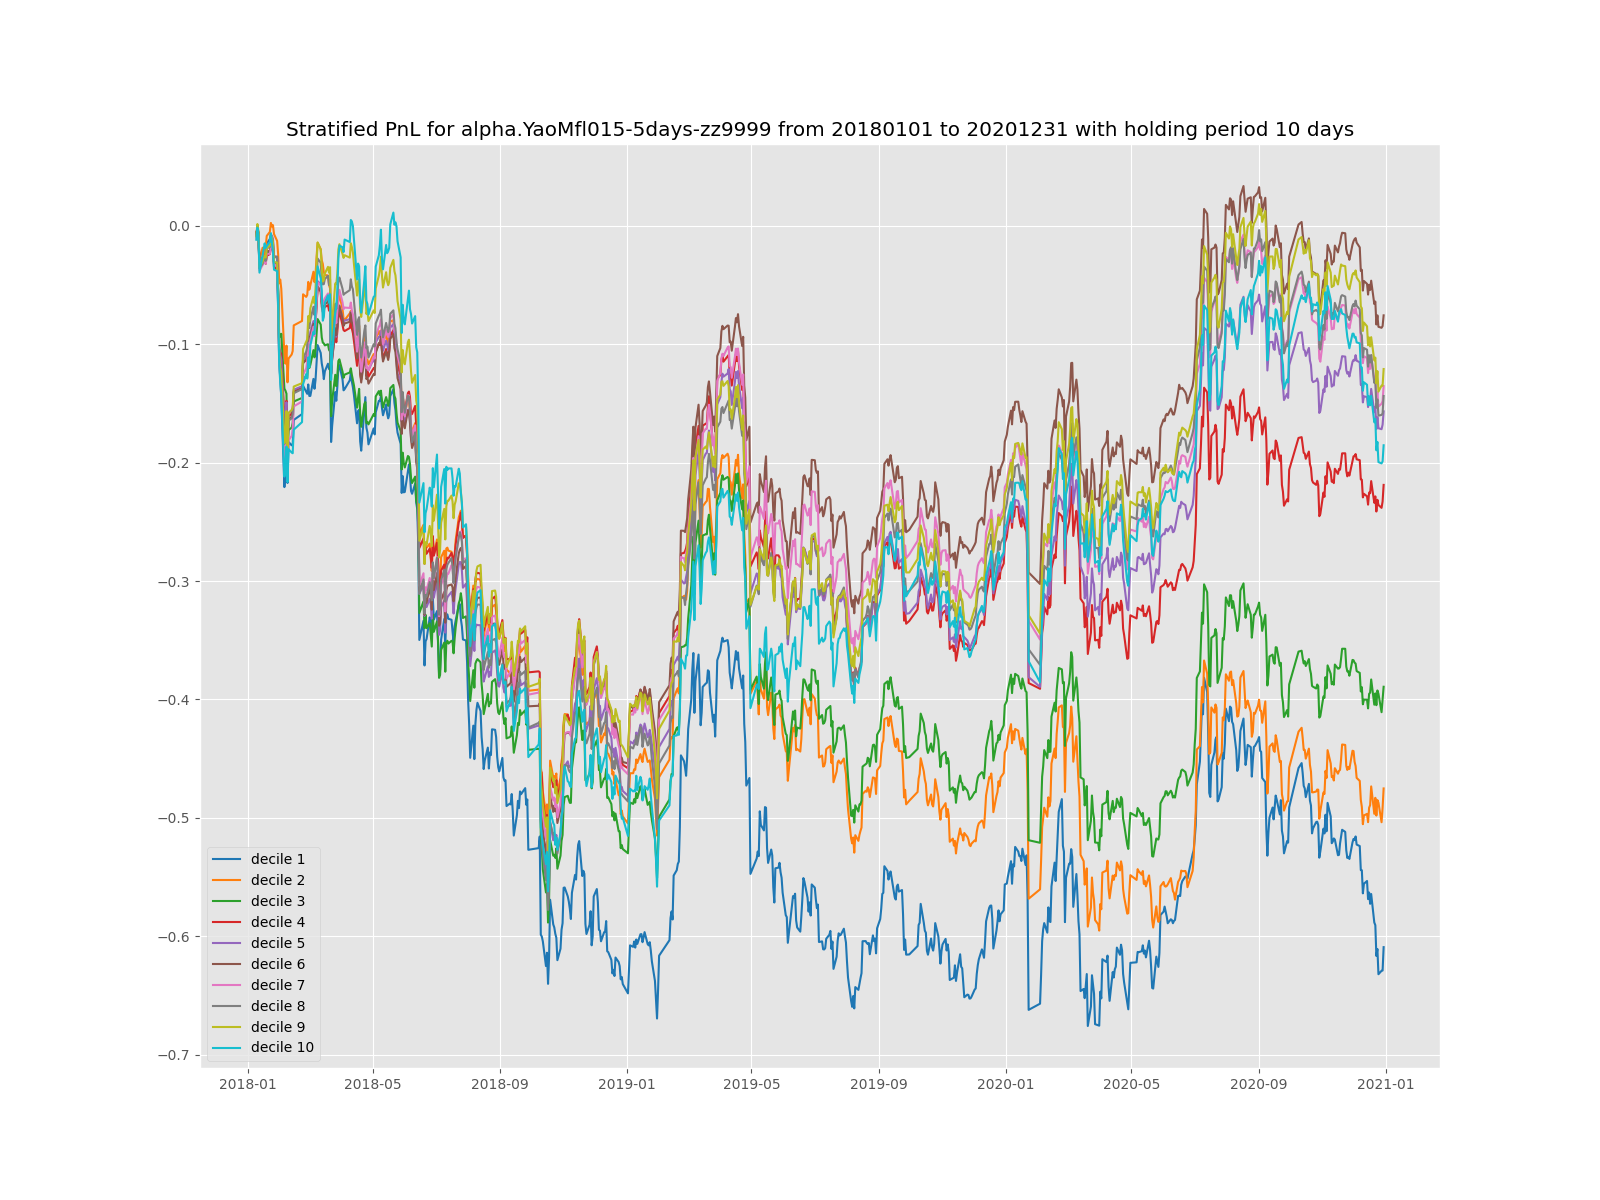 Stratified PnL for alpha.YaoMfl015-5days-zz9999 from 20180101 to 20201231 with holding period 10 days
0.0
−0.1
−0.2
−0.3
−0.4
−0.5
−0.6
−0.7
decile 1
decile 2
decile 3
decile 4
decile 5
decile 6
decile 7
decile 8
decile 9
decile 10
2018-01 2018-05 2018-09 2019-01 2019-05 2019-09 2020-01 2020-05 2020-09 2021-01